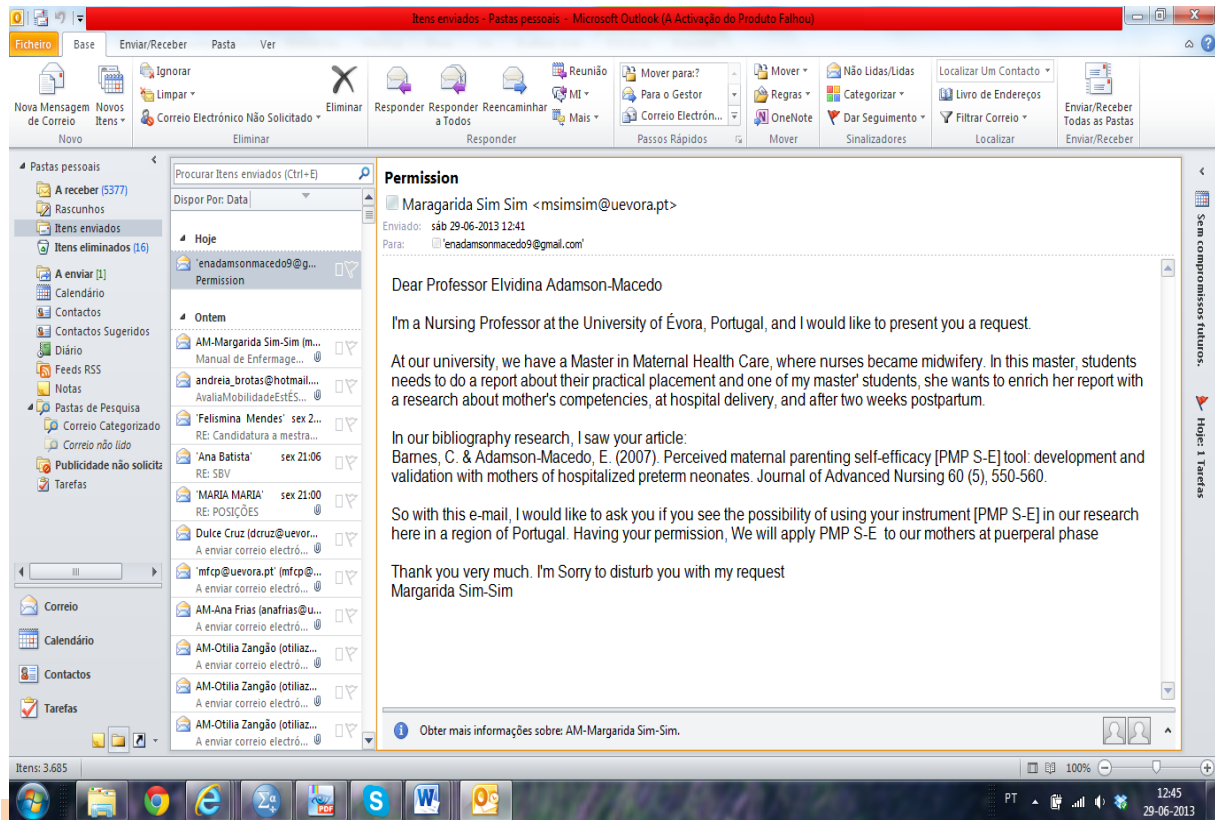 Itens enviados - Pastas pessoais - Microsoft Outlook (A Activação do Produto Falhou)
Ficheiro Base Enviar/Receber Pasta Ver
Nova Mensagem de Correio
Novos Itens
Novo
Ignorar
Limpar
Correio Electrónico Não Solicitado
Eliminar
Eliminar
Responder
Responder a Todos
Reencaminhar
Reunião
MI
Mais
Responder
Mover para:?
Para o Gestor
Correio Electrón...
Passos Rápidos
Mover
Regras
OneNote
Mover
Não Lidas/Lidas
Categorizar
Dar Seguimento
Sinalizadores
Localizar Um Contacto
Livro de Endereços
Filtrar Correio
Localizar
Enviar/Receber Todas as Pastas
Enviar/Receber
Pastas pessoais
A receber (5377)
Rascunhos
Itens enviados
Itens eliminados (16)
A enviar [1]
Calendário
Contactos
Contactos Sugeridos
Diário
Feeds RSS
Notas
Pastas de Pesquisa
Correio Categorizado
Correio não lido
Publicidade não solicita
Tarefas
Correio
Calendário
Contactos
Tarefas
Procurar Itens enviados (Ctrl+E)
Dispor Por: Data
Hoje
'enadamsonmacedo9@g...
Permission
Ontem
AM-Margarida Sim-Sim (m...
Manual de Enfermage...
andreia_brotas@hotmail....
AvaliaMobilidadeEstÉS...
'Felismina Mendes' sex 2...
RE: Candidatura a mestra...
'Ana Batista' sex 21:06
RE: SBV
'MARIA MARIA' sex 21:00
RE: POSIÇÕES
Dulce Cruz (dcruz@uevor...
A enviar correio electró...
'mfcp@uevora.pt' (mfcp@...
A enviar correio electró...
AM-Ana Frias (anafrias@u...
A enviar correio electró...
AM-Otilia Zangão (otiliaz...
A enviar correio electró...
AM-Otilia Zangão (otiliaz...
A enviar correio electró...
AM-Otilia Zangão (otiliaz...
A enviar correio electró...
Permission
Maragarida Sim Sim <msimsim@uevora.pt>
Enviado: sáb 29-06-2013 12:41
Para: 'enadamsonmacedo9@gmail.com'
Dear Professor Elvidina Adamson-Macedo
I'm a Nursing Professor at the University of Évora, Portugal, and I would like to present you a request.
At our university, we have a Master in Maternal Health Care, where nurses became midwifery. In this master, students
needs to do a report about their practical placement and one of my master' students, she wants to enrich her report with
a research about mother's competencies, at hospital delivery, and after two weeks postpartum.
In our bibliography research, I saw your article:
Barnes, C. & Adamson-Macedo, E. (2007). Perceived maternal parenting self-efficacy [PMP S-E] tool: development and
validation with mothers of hospitalized preterm neonates. Journal of Advanced Nursing 60 (5), 550-560.
So with this e-mail, I would like to ask you if you see the possibility of using your instrument [PMP S-E] in our research
here in a region of Portugal. Having your permission, We will apply PMP S-E to our mothers at puerperal phase
Thank you very much. I'm Sorry to disturb you with my request
Margarida Sim-Sim
Obter mais informações sobre: AM-Margarida Sim-Sim.
Sem compromissos futuros.
Hoje: 1 Tarefas
Itens: 3.685
100%
PDF
PT
12:45
29-06-2013